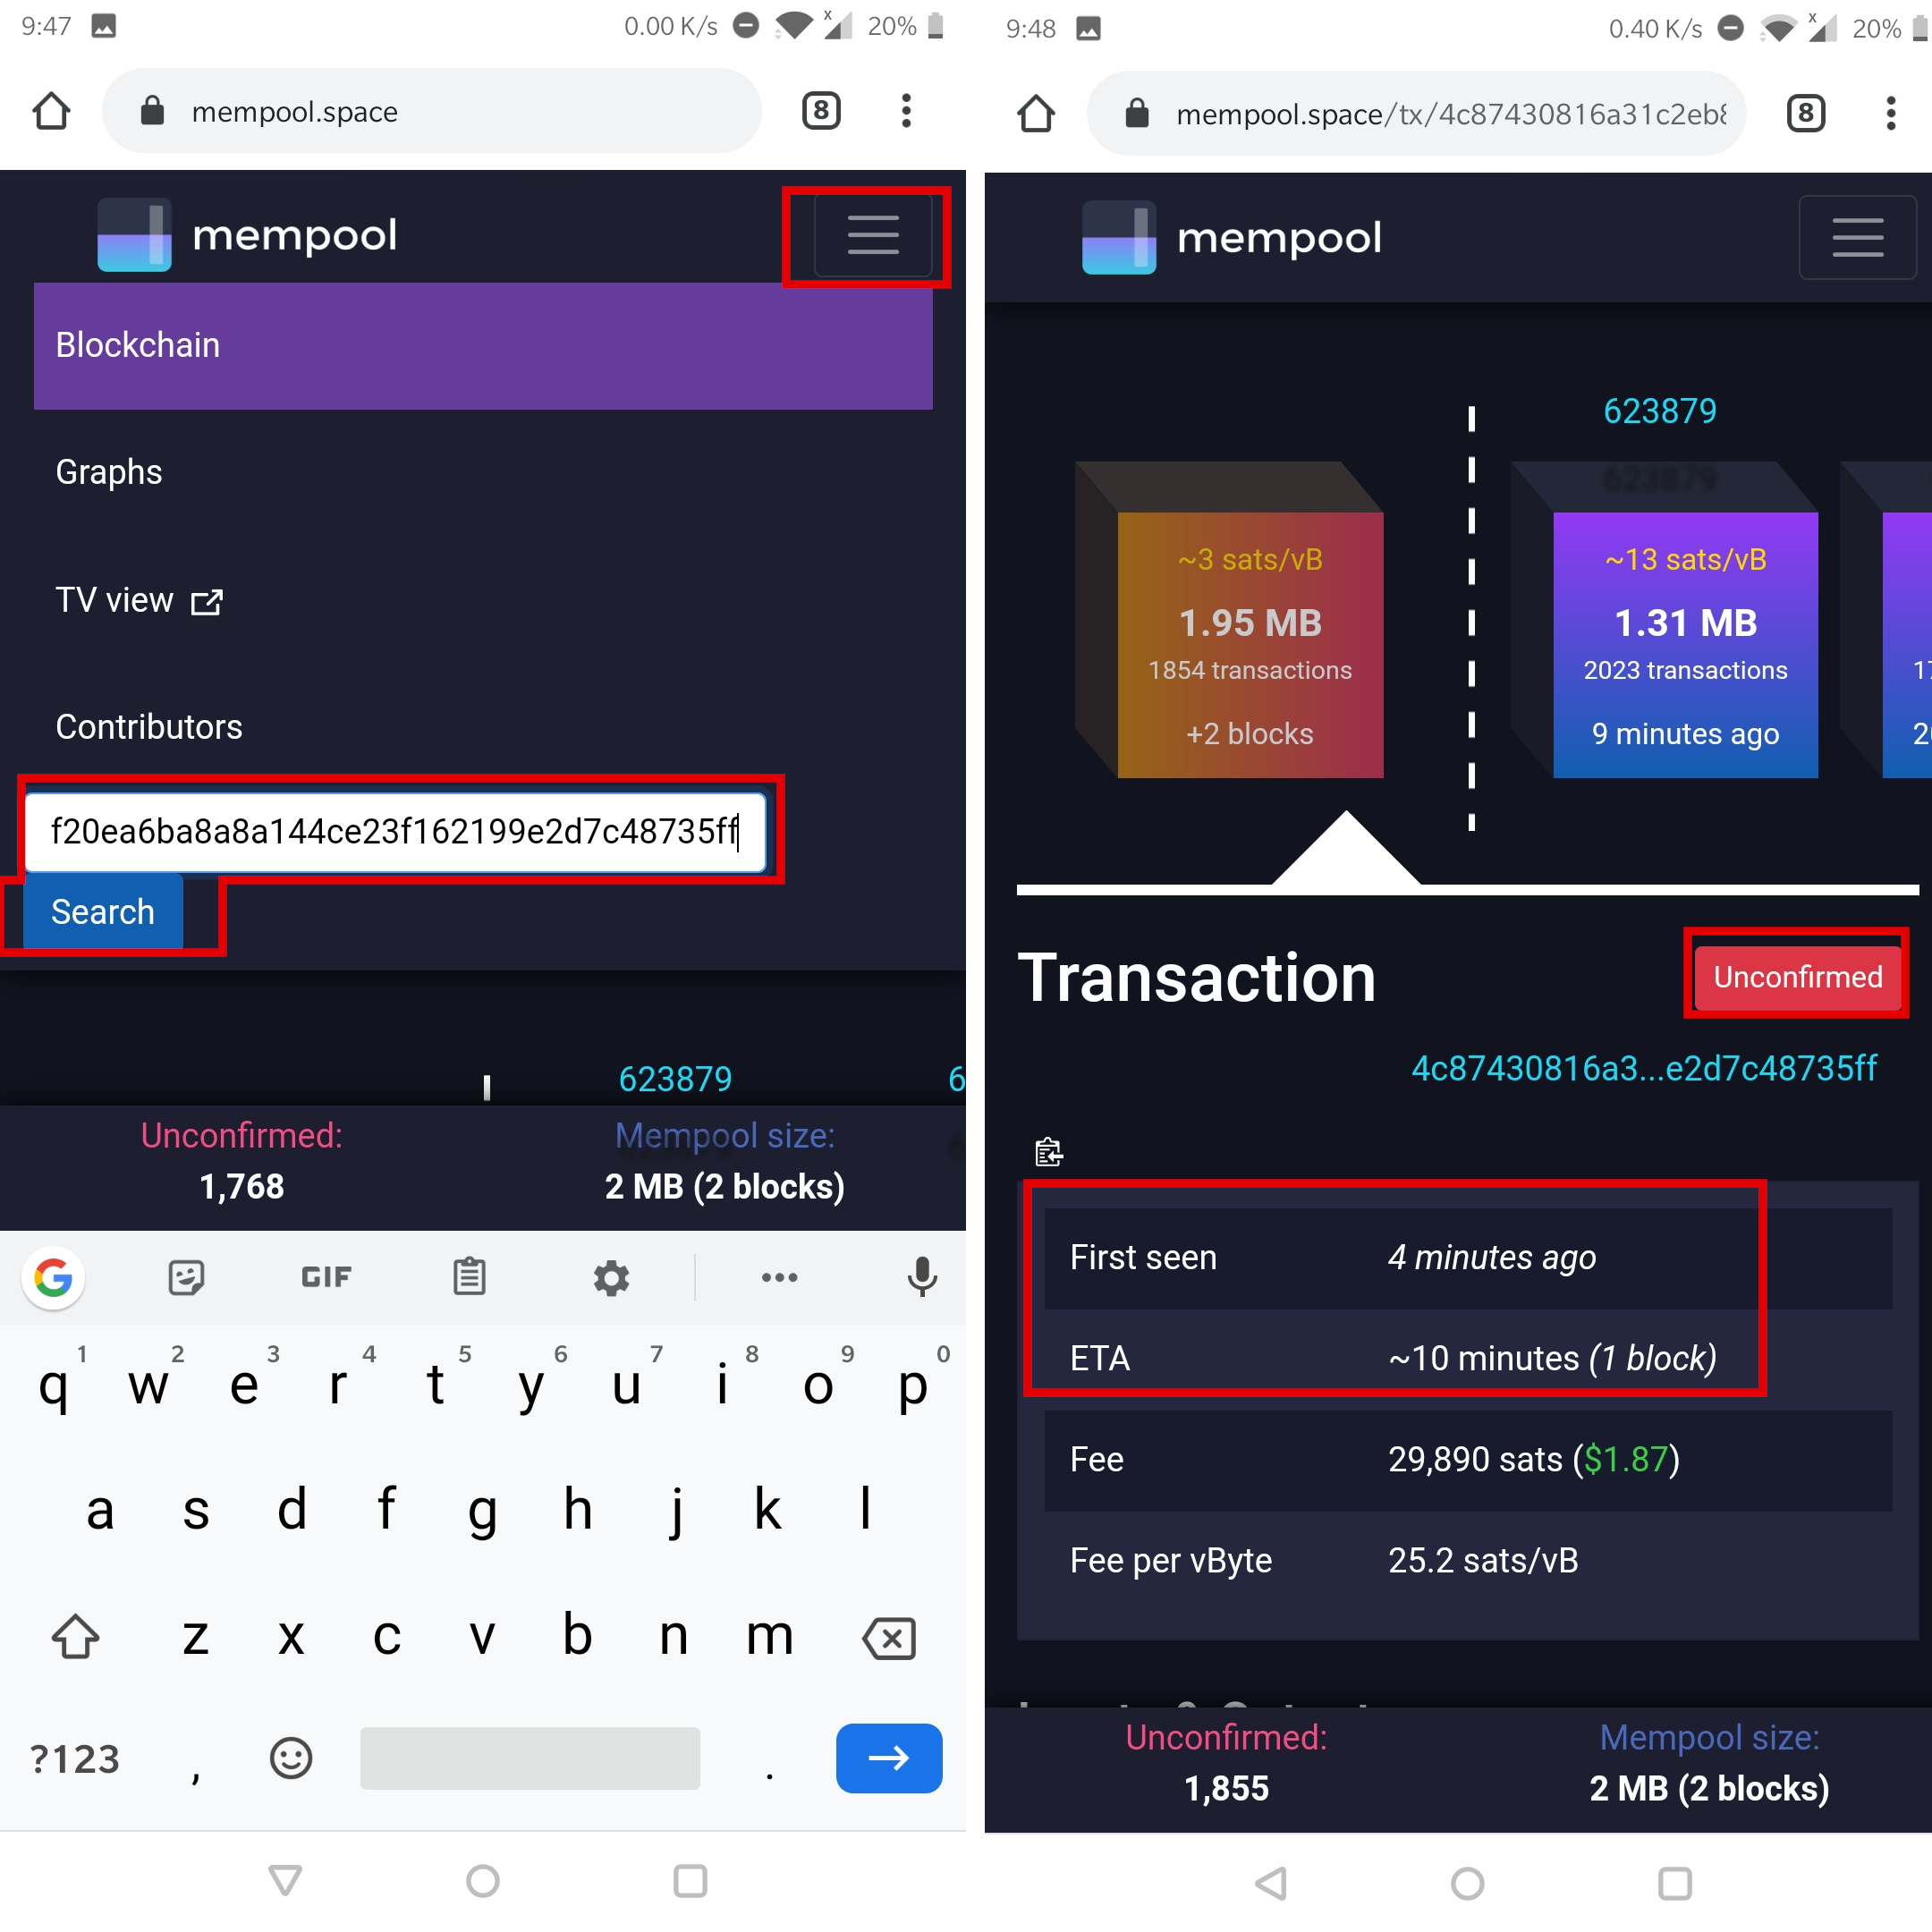 9:47
0.00 K/s
x
20%
mempool.space
8
mempool
Blockchain
Graphs
TV view
Contributors
f20ea6ba8a8a144ce23f162199e2d7c48735ff
Search
623879
6
Unconfirmed:
Mempool size:
1,768
2 MB (2 blocks)
G
GIF
1 2 3 4 5 6 7 8 9 0
q w e r t y u i o p
a s d f g h j k l
z x c v b n m
?123 , .
9:48
0.40 K/s
x
20%
mempool.space/tx/4c87430816a31c2eb
8
mempool
623879
623879
~3 sats/vB
1.95 MB
1854 transactions
+2 blocks
~13 sats/vB
1.31 MB
2023 transactions
9 minutes ago
Transaction
Unconfirmed
4c87430816a3...e2d7c48735ff
First seen 4 minutes ago
ETA ~10 minutes (1 block)
Fee 29,890 sats ($1.87)
Fee per vByte 25.2 sats/vB
Unconfirmed:
Mempool size:
1,855
2 MB (2 blocks)